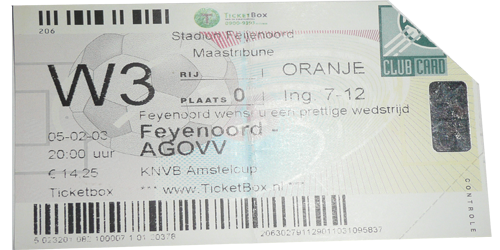 206
TICKETBOX
Stadion Feijenoord
Maastribune
W3
RIJ : ORANJE
PLAATS 0 : Ing. 7-12
CLUB CARD
Feyenoord wenst u een prettige wedstrijd
05-02-03 Feyenoord -
20:00 uur AGOVV
€ 14,25 KNVB Amstelcup
Ticketbox *** www.TicketBox.nl ***
CONTROLE